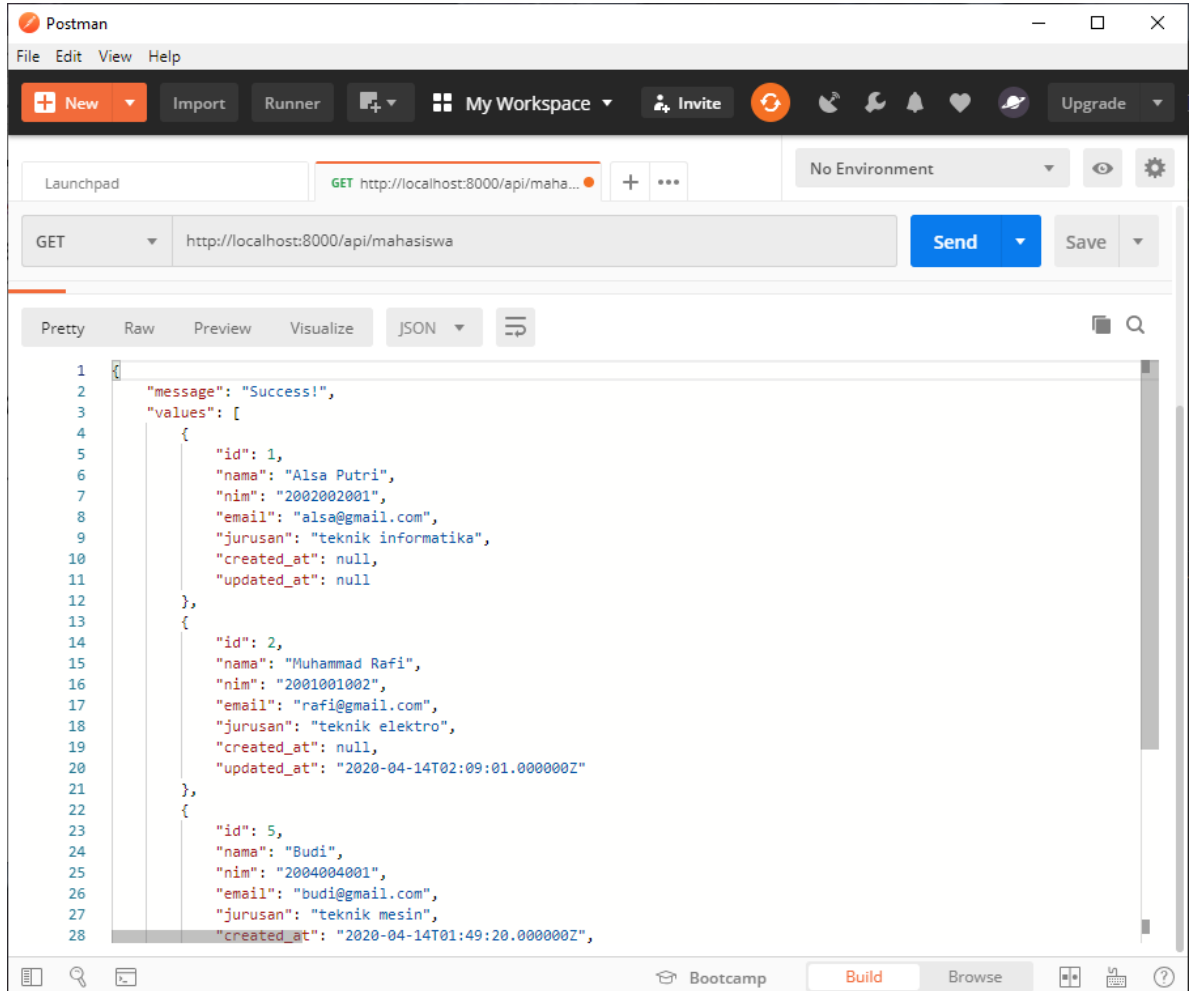 Postman
File Edit View Help
New Import Runner My Workspace Invite Upgrade
Launchpad GET http://localhost:8000/api/maha... No Environment
GET http://localhost:8000/api/mahasiswa Send Save
Pretty Raw Preview Visualize JSON
1 {
2 "message": "Success!",
3 "values": [
4 {
5 "id": 1,
6 "nama": "Alsa Putri",
7 "nim": "2002002001",
8 "email": "alsa@gmail.com",
9 "jurusan": "teknik informatika",
10 "created_at": null,
11 "updated_at": null
12 },
13 {
14 "id": 2,
15 "nama": "Muhammad Rafi",
16 "nim": "2001001002",
17 "email": "rafi@gmail.com",
18 "jurusan": "teknik elektro",
19 "created_at": null,
20 "updated_at": "2020-04-14T02:09:01.000000Z"
21 },
22 {
23 "id": 5,
24 "nama": "Budi",
25 "nim": "2004004001",
26 "email": "budi@gmail.com",
27 "jurusan": "teknik mesin",
28 "created_at": "2020-04-14T01:49:20.000000Z",
Bootcamp Build Browse